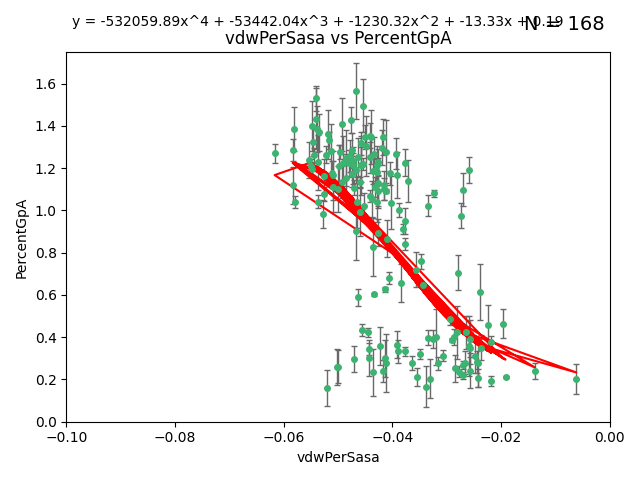 y = -532059.89x^4 + -53442.04x^3 + -1230.32x^2 + -13.33x + 0.19
N = 168
vdwPerSasa vs PercentGpA
PercentGpA
1.6
1.4
1.2
1.0
0.8
0.6
0.4
0.2
0.0
−0.10 −0.08 −0.06 −0.04 −0.02 0.00
vdwPerSasa